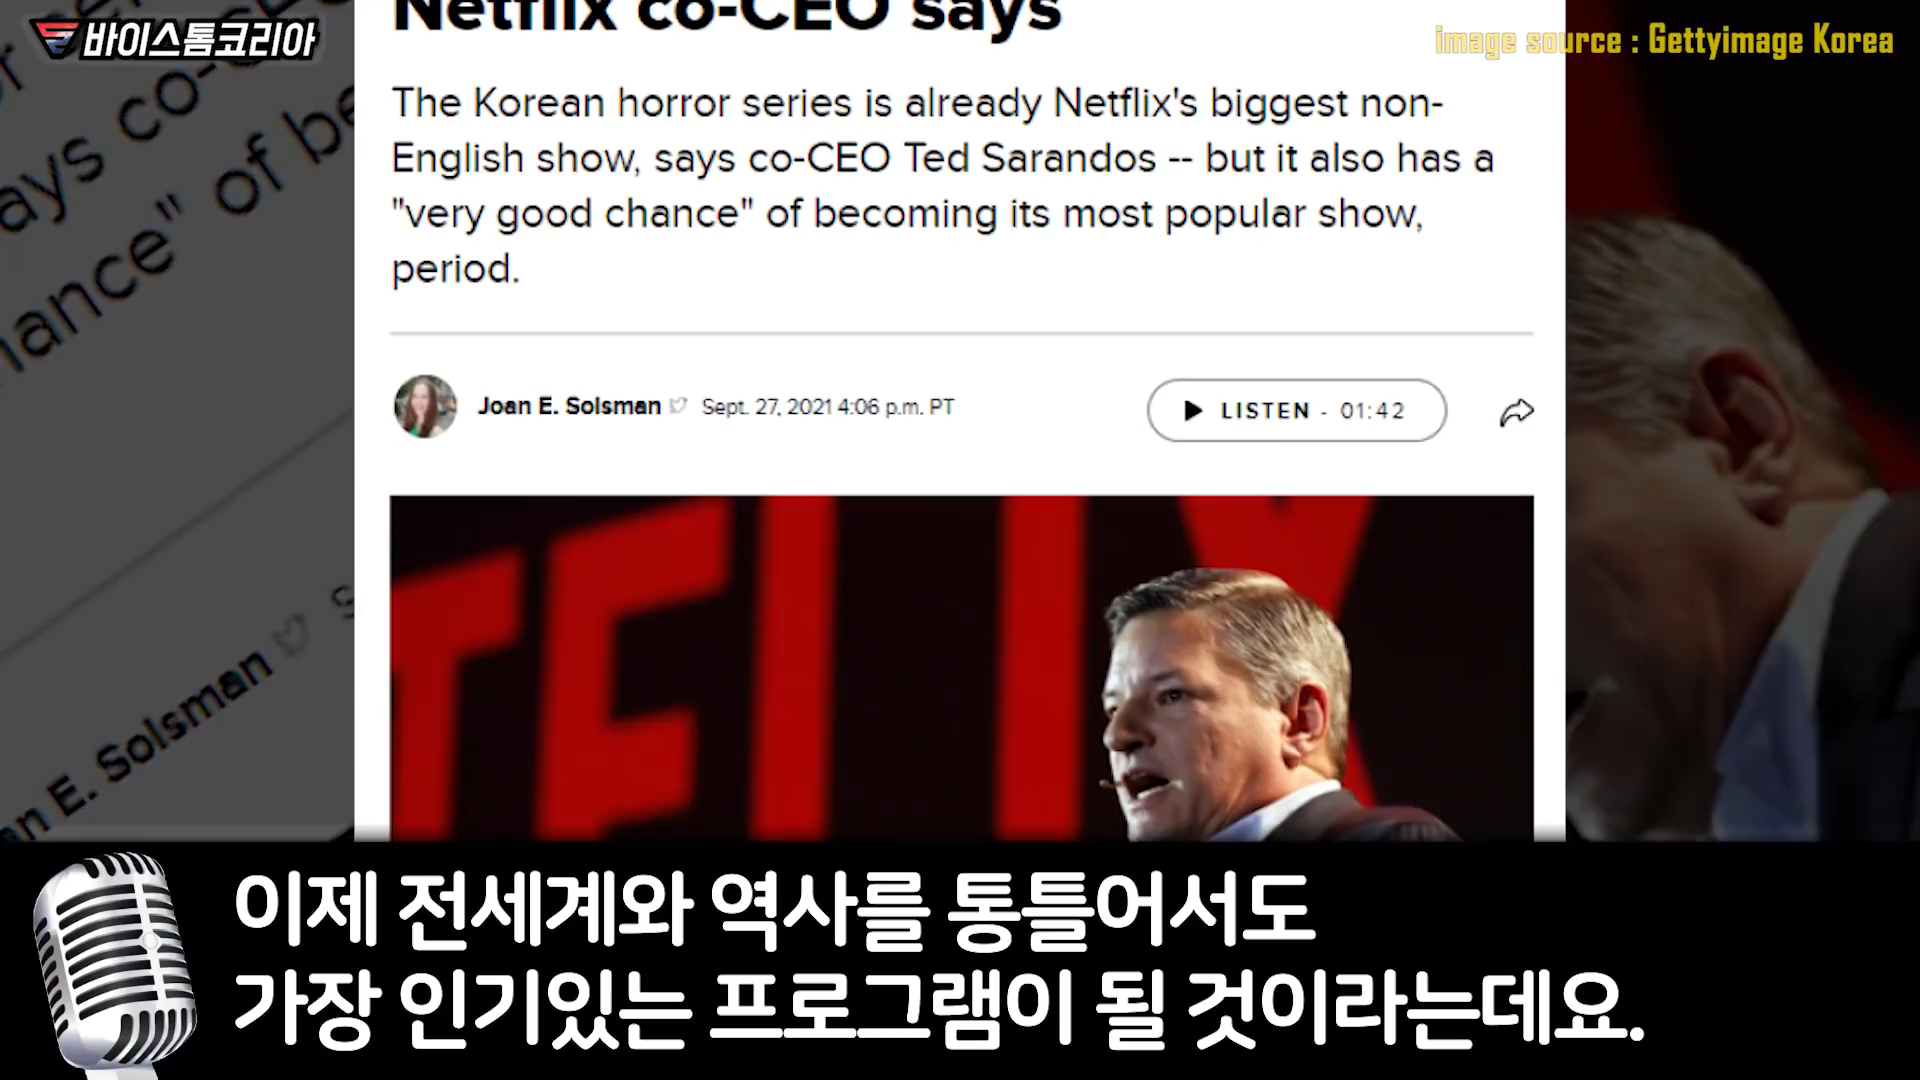 바이스톰코리아
image source : Gettyimage Korea
Netflix co-CEO says
The Korean horror series is already Netflix's biggest non-
English show, says co-CEO Ted Sarandos -- but it also has a
"very good chance" of becoming its most popular show,
period.
Joan E. Solsman Sept. 27, 2021 4:06 p.m. PT
LISTEN - 01:42
이제 전세계와 역사를 통틀어서도
가장 인기있는 프로그램이 될 것이라는데요.